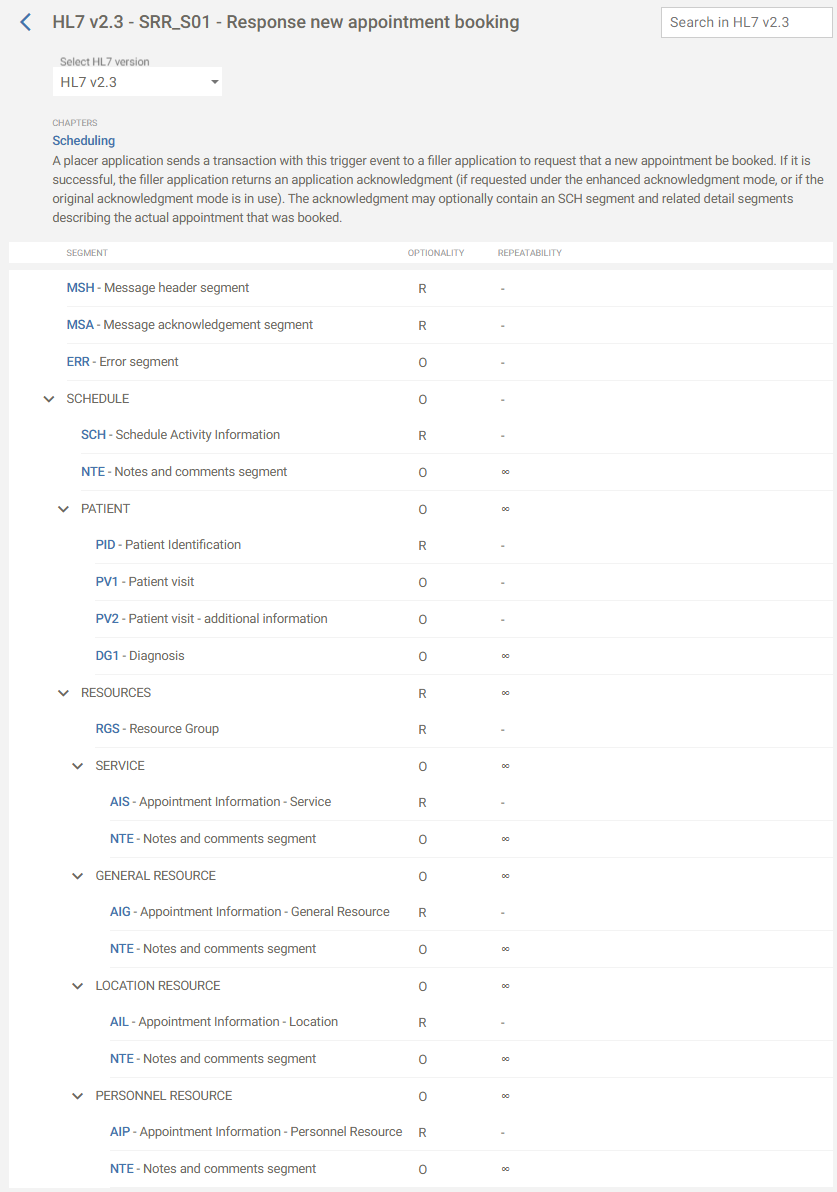 HL7 v2.3 - SRR_S01 - Response new appointment booking
Search in HL7 v2.3
Select HL7 version
HL7 v2.3
CHAPTERS
Scheduling
A placer application sends a transaction with this trigger event to a filler application to request that a new appointment be booked. If it is
successful, the filler application returns an application acknowledgment (if requested under the enhanced acknowledgment mode, or if the
original acknowledgment mode is in use). The acknowledgment may optionally contain an SCH segment and related detail segments
describing the actual appointment that was booked.
SEGMENT OPTIONALITY REPEATABILITY
MSH - Message header segment R -
MSA - Message acknowledgement segment R -
ERR - Error segment O -
SCHEDULE O -
SCH - Schedule Activity Information R -
NTE - Notes and comments segment O ∞
PATIENT O ∞
PID - Patient Identification R -
PV1 - Patient visit O -
PV2 - Patient visit - additional information O -
DG1 - Diagnosis O ∞
RESOURCES R ∞
RGS - Resource Group R -
SERVICE O ∞
AIS - Appointment Information - Service R -
NTE - Notes and comments segment O ∞
GENERAL RESOURCE O ∞
AIG - Appointment Information - General Resource R -
NTE - Notes and comments segment O ∞
LOCATION RESOURCE O ∞
AIL - Appointment Information - Location R -
NTE - Notes and comments segment O ∞
PERSONNEL RESOURCE O ∞
AIP - Appointment Information - Personnel Resource R -
NTE - Notes and comments segment O ∞